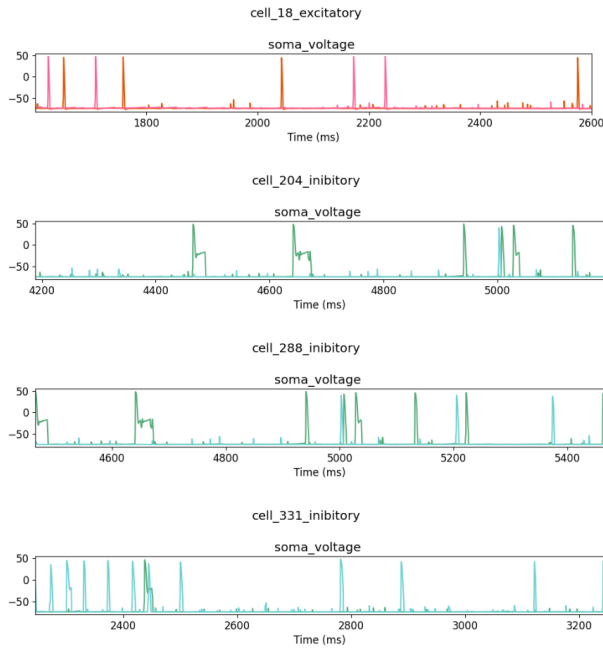 cell_18_excitatory
soma_voltage
50
0
−50
1800 2000 2200 2400 2600
Time (ms)
cell_204_inibitory
soma_voltage
50
0
−50
4200 4400 4600 4800 5000
Time (ms)
cell_288_inibitory
soma_voltage
50
0
−50
4600 4800 5000 5200 5400
Time (ms)
cell_331_inibitory
soma_voltage
50
0
−50
2400 2600 2800 3000 3200
Time (ms)